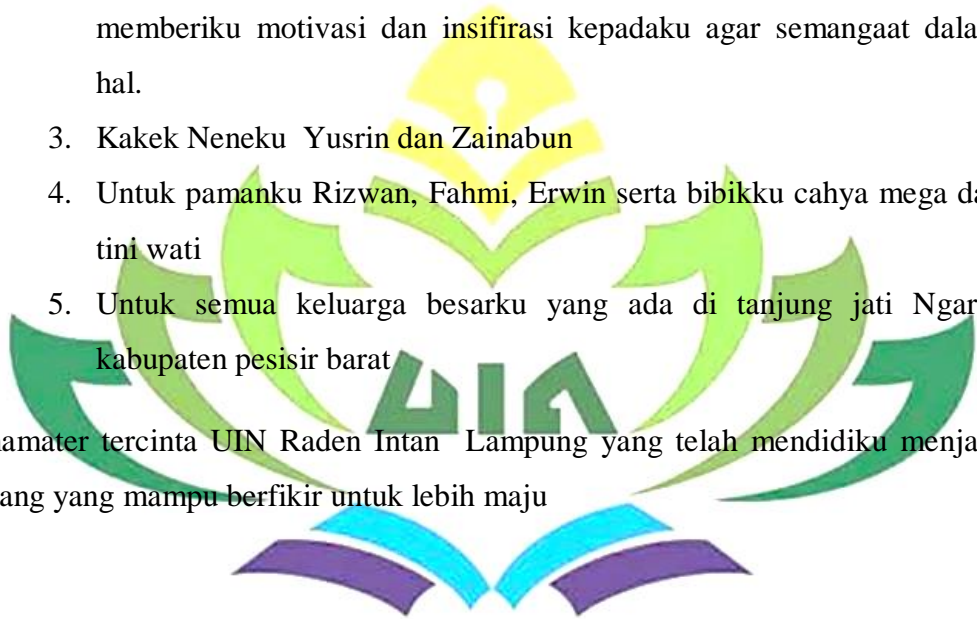 memberiku motivasi dan insifirasi kepadaku agar semangaat dala
hal.
3. Kakek Neneku Yusrin dan Zainabun
4. Untuk pamanku Rizwan, Fahmi, Erwin serta bibikku cahya mega da
tini wati
5. Untuk semua keluarga besarku yang ada di tanjung jati Ngar
kabupaten pesisir barat
UIN
amater tercinta UIN Raden Intan Lampung yang telah mendidiku menja
ang yang mampu berfikir untuk lebih maju